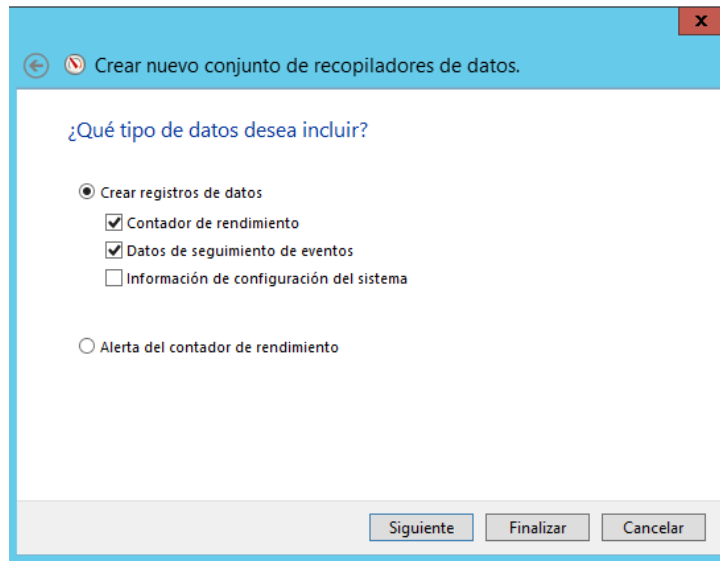 x
Crear nuevo conjunto de recopiladores de datos.
¿Qué tipo de datos desea incluir?
Crear registros de datos
Contador de rendimiento
Datos de seguimiento de eventos
Información de configuración del sistema
Alerta del contador de rendimiento
Siguiente Finalizar Cancelar